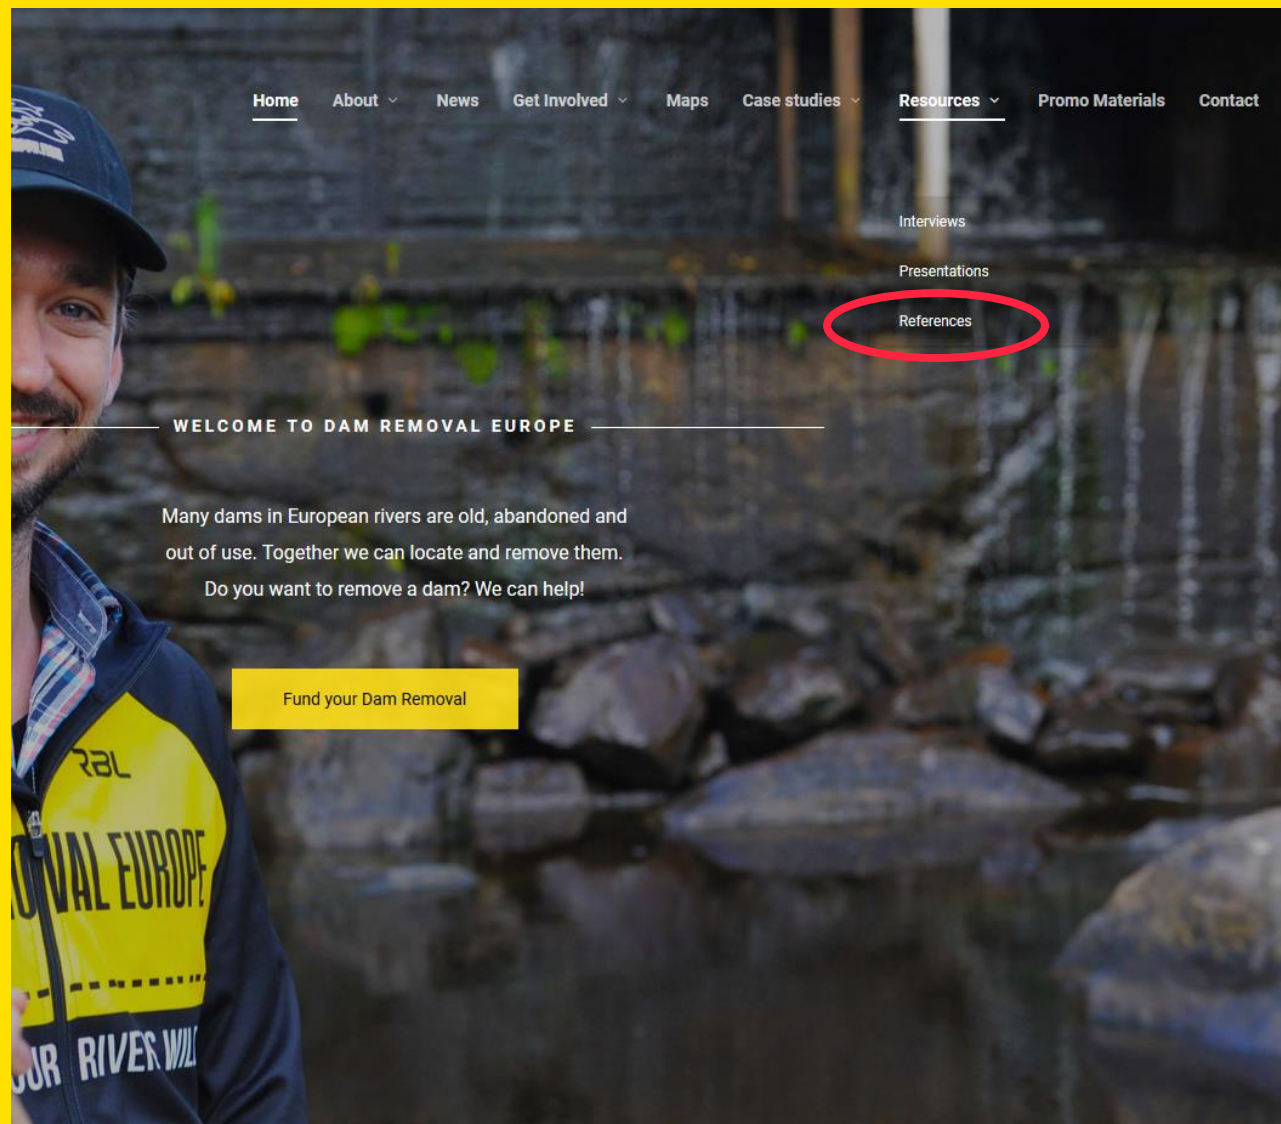 Home About News Get Involved Maps Case studies Resources Promo Materials Contact
Interviews
Presentations
References
WELCOME TO DAM REMOVAL EUROPE
Many dams in European rivers are old, abandoned and
out of use. Together we can locate and remove them.
Do you want to remove a dam? We can help!
Fund your Dam Removal
RBL
VAL EUROPE
UR RIVER WIL